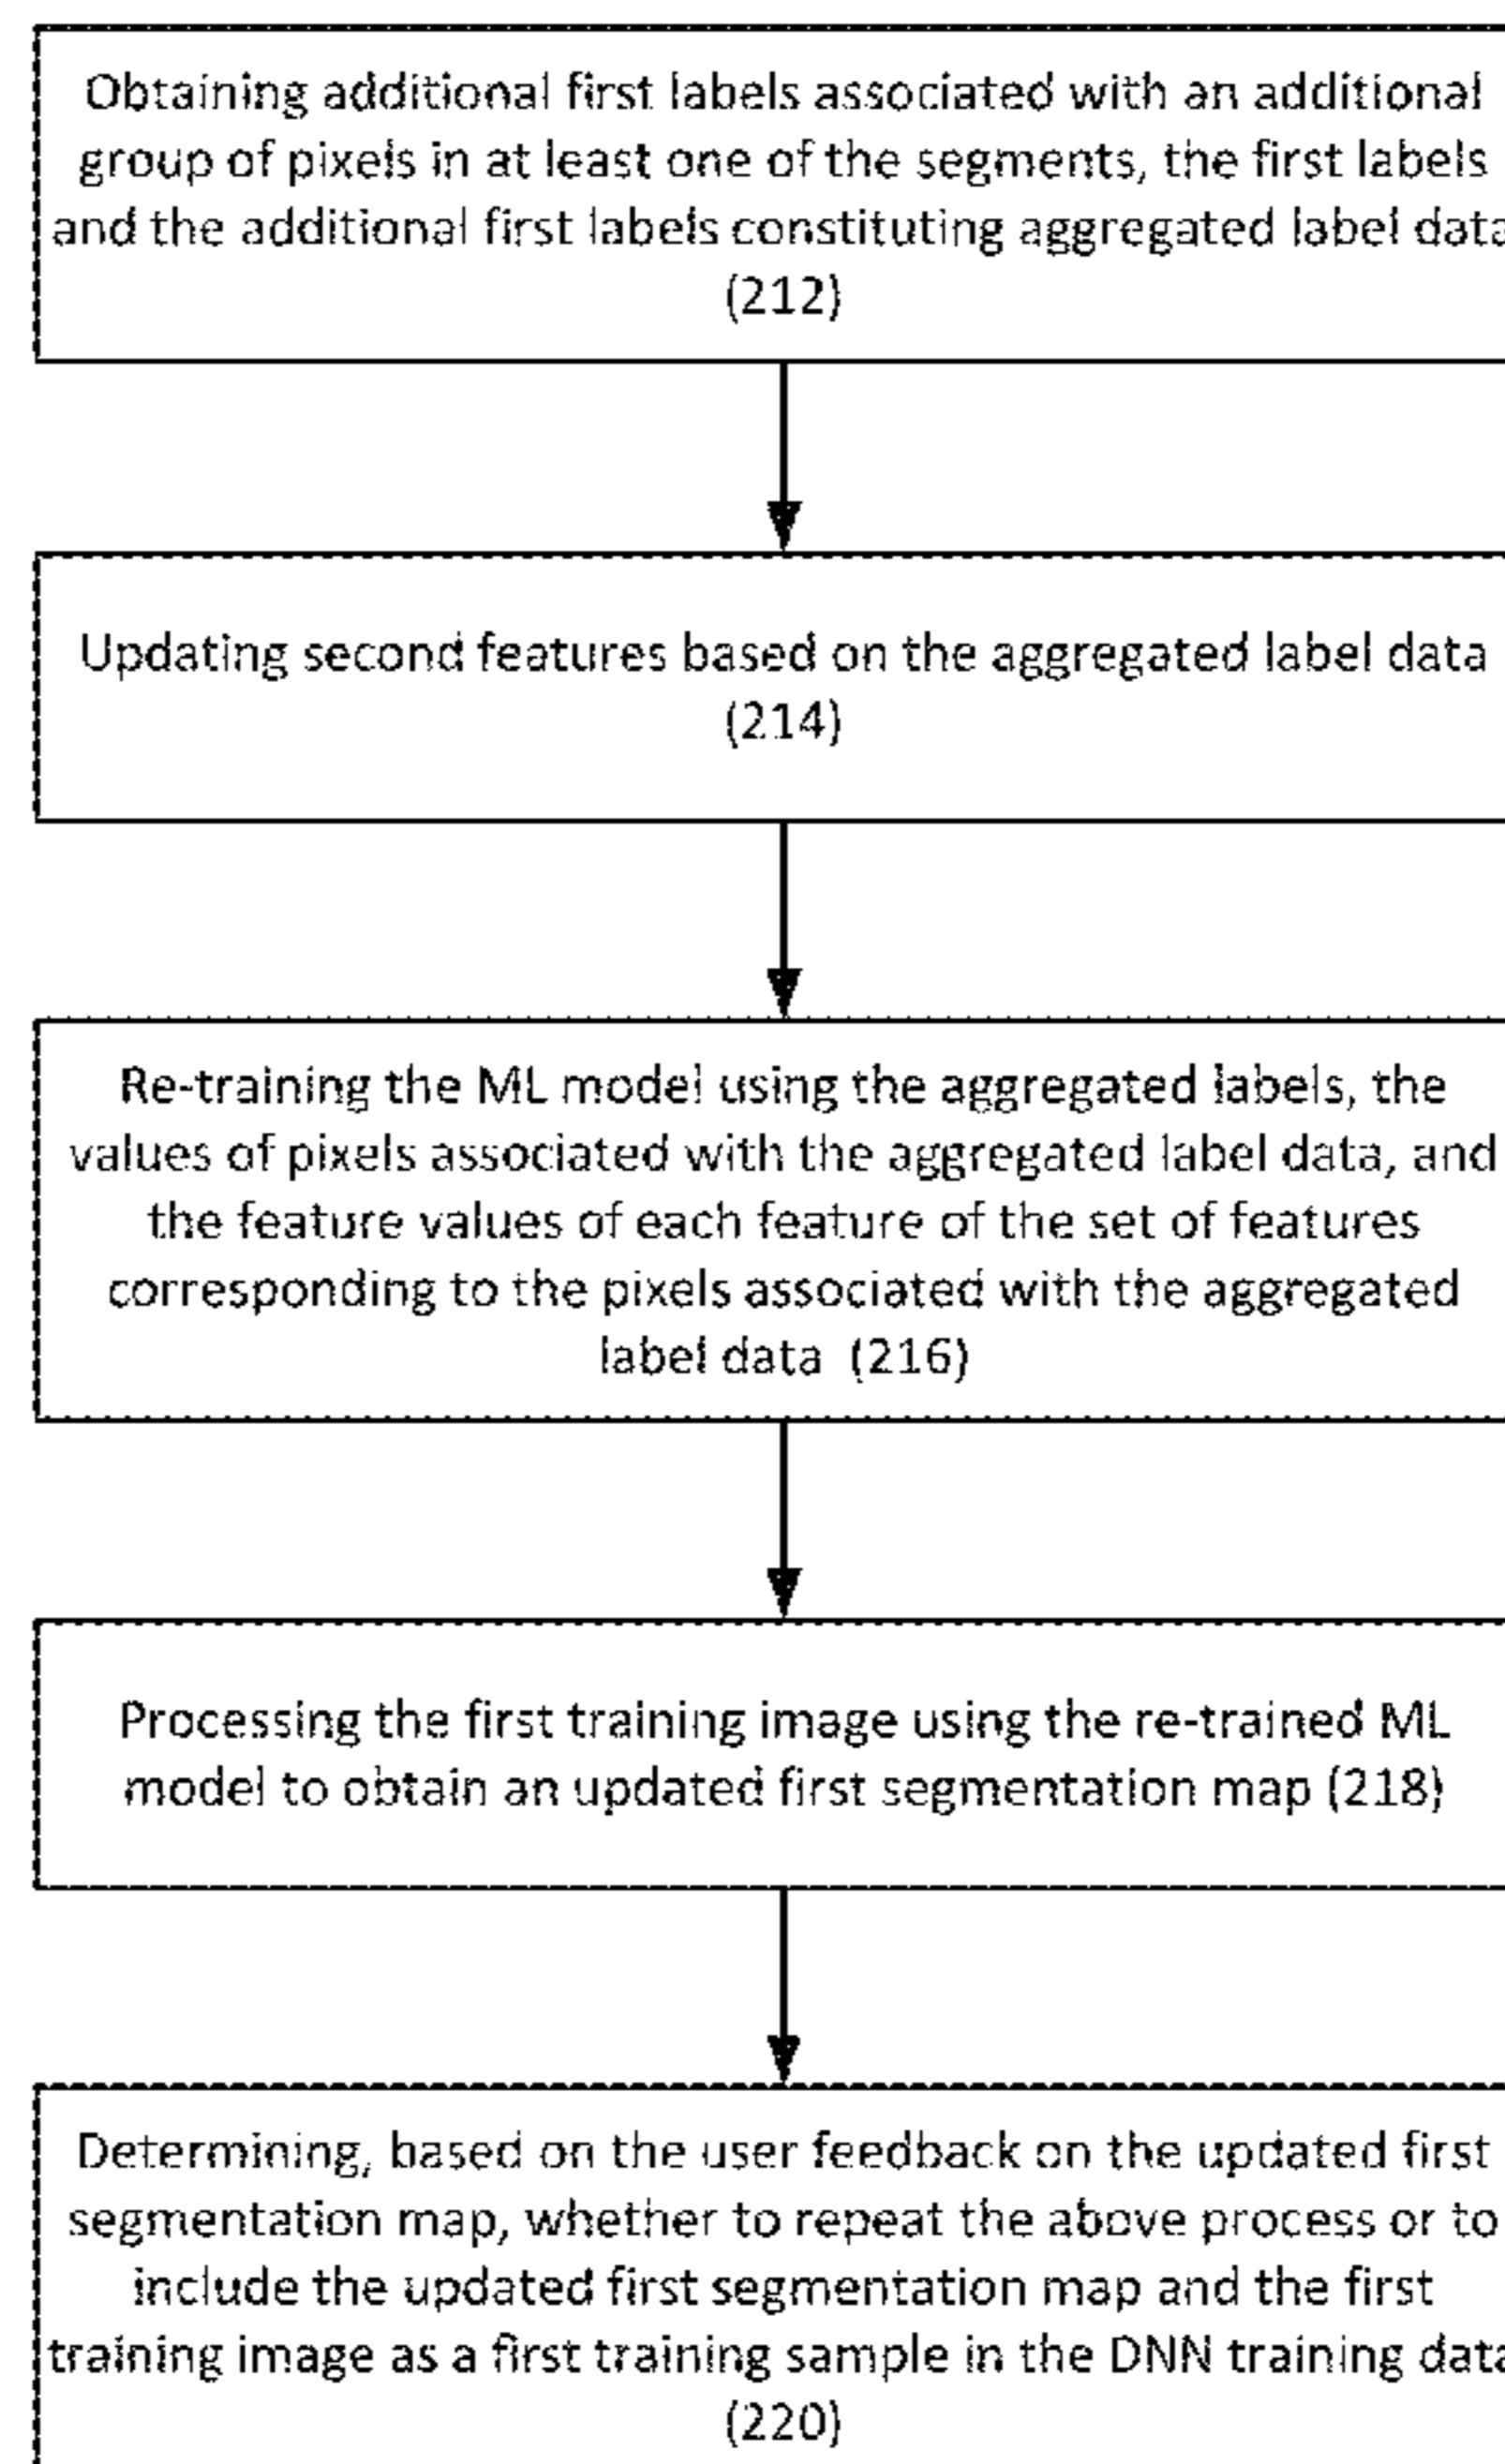 Obtaining additional first labels associated with an additional
group of pixels in at least one of the segments, the first labels
and the additional first labels constituting aggregated label data
(212)
Updating second features based on the aggregated label data
(214)
Re-training the ML model using the aggregated labels, the
values of pixels associated with the aggregated label data, and
the feature values of each feature of the set of features
corresponding to the pixels associated with the aggregated
label data (216)
Processing the first training image using the re-trained ML
model to obtain an updated first segmentation map (218)
Determining, based on the user feedback on the updated first
segmentation map, whether to repeat the above process or to
include the updated first segmentation map and the first
training image as a first training sample in the DNN training data
(220)